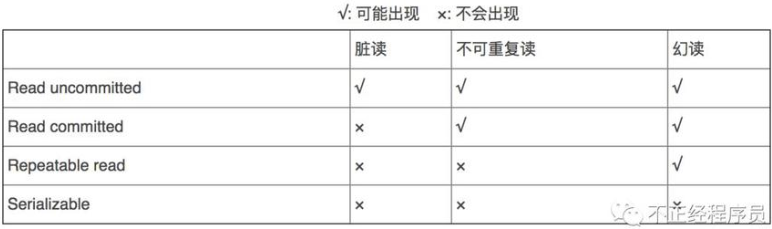 √: 可能出现 ×: 不会出现
脏读 不可重复读 幻读
Read uncommitted √ √ √
Read committed × √ √
Repeatable read × × √
Serializable × × ×
不正经程序员